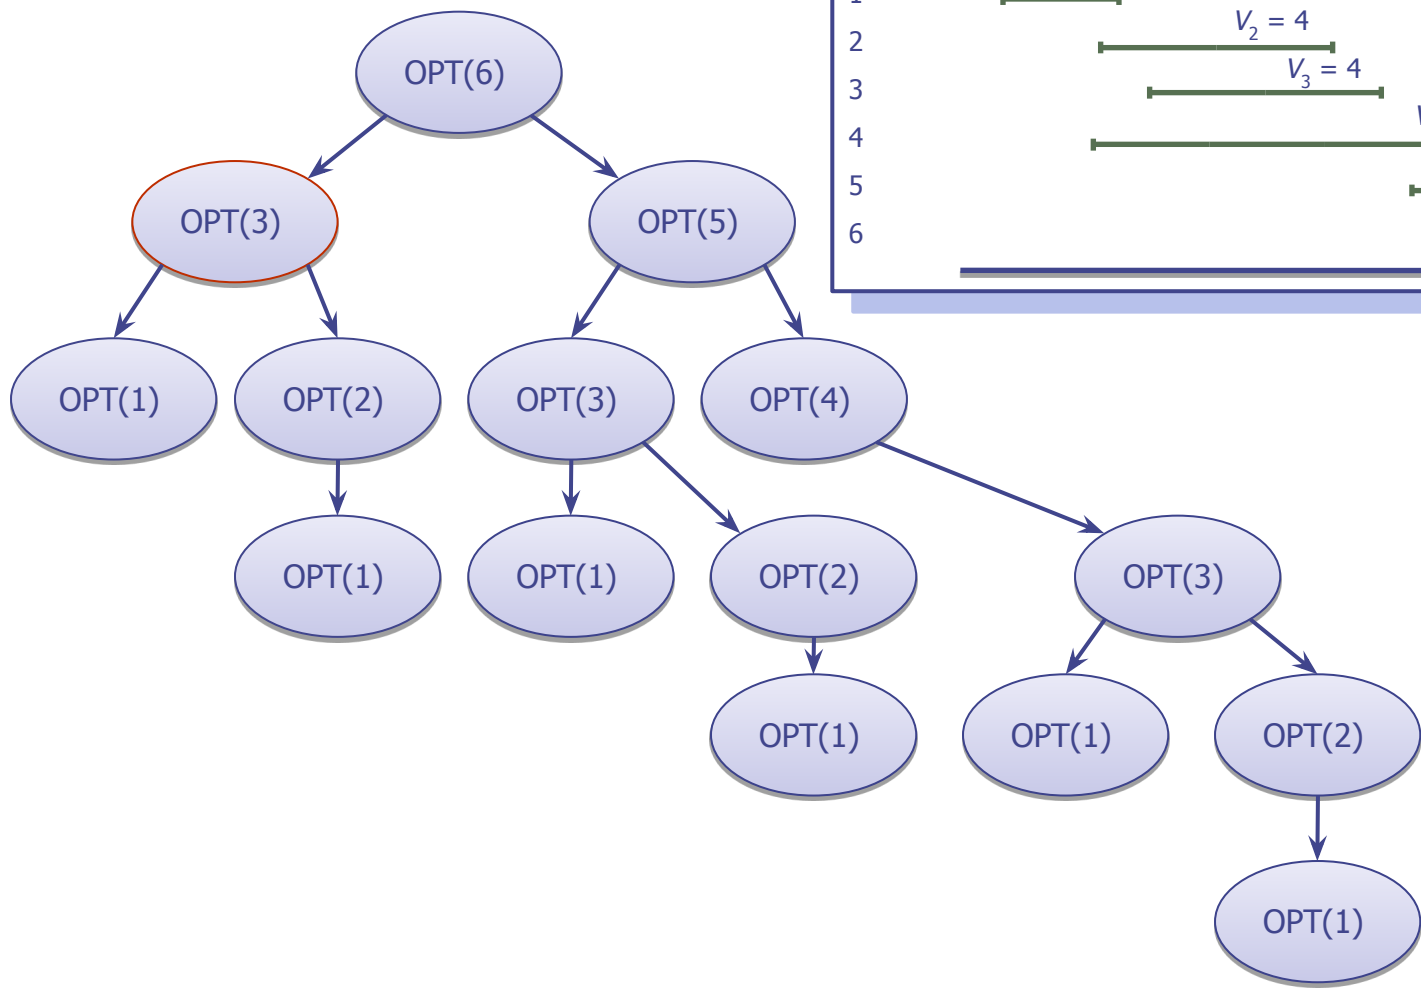 OPT(6)
OPT(3)
OPT(5)
OPT(1)
OPT(2)
OPT(3)
OPT(4)
OPT(1)
OPT(1)
OPT(2)
OPT(3)
OPT(1)
OPT(1)
OPT(2)
OPT(1)
2
V2 = 4
3
V3 = 4
4
5
6